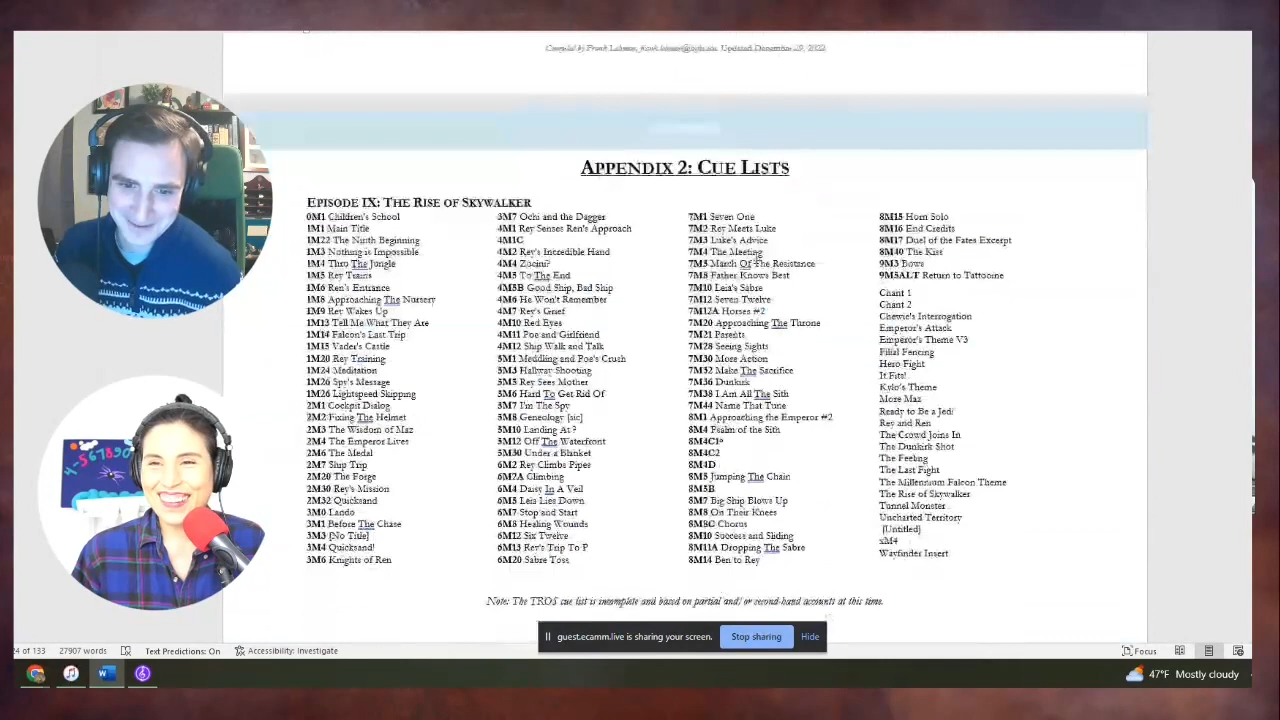 Compiled by Frank Lehman, Updated December 29, 2022
APPENDIX 2: CUE LISTS
EPISODE IX: THE RISE OF SKYWALKER
0M1 Children's School
1M1 Main Title
1M22 The Ninth Beginning
1M3 Nothing is Impossible
1M4 Thro The Jungle
1M5 Rey Trains
1M6 Ren's Entrance
1M8 Approaching The Nursery
1M9 Rey Wakes Up
1M13 Tell Me What They Are
1M14 Falcon's Last Trip
1M15 Vader's Castle
1M20 Rey Training
1M24 Meditation
1M26 Spy's Message
1M26 Lightspeed Skipping
2M1 Cockpit Dialog
2M2 Fixing The Helmet
2M3 The Wisdom of Maz
2M4 The Emperor Lives
2M6 The Medal
2M7 Ship Trip
2M20 The Forge
2M30 Rey's Mission
2M32 Quicksand
3M0 Lando
3M1 Before The Chase
3M3 [No Title]
3M4 Quicksand!
3M6 Knights of Ren
3M7 Ochi and the Dagger
4M1 Rey Senses Ren's Approach
4M1C
4M2 Rey's Incredible Hand
4M4 Zorini?
4M5 To The End
4M5B Good Ship, Bad Ship
4M6 He Won't Remember
4M7 Rey's Grief
4M10 Red Eyes
4M11 Poe and Girlfriend
4M12 Ship Walk and Talk
5M1 Meddling and Poe's Crush
5M3 Hallway Shooting
5M5 Rey Sees Mother
5M6 Hard To Get Rid Of
5M7 I'm The Spy
5M8 Geneology [sic]
5M10 Landing At?
5M12 Off The Waterfront
5M30 Under a Blanket
6M2 Rey Climbs Pipes
6M2A Climbing
6M4 Daisy In A Veil
6M5 Leia Lies Down
6M7 Stop and Start
6M8 Healing Wounds
6M12 Six Twelve
6M13 Rey's Trip To P
6M20 Sabre Toss
7M1 Seven One
7M2 Rey Meets Luke
7M3 Luke's Advice
7M4 The Meeting
7M5 March Of The Resistance
7M8 Father Knows Best
7M10 Leia's Sabre
7M12 Seven Twelve
7M12A Horses #2
7M20 Approaching The Throne
7M21 Parents
7M28 Seeing Sights
7M30 More Action
7M32 Make The Sacrifice
7M36 Dunkirk
7M38 I Am All The Sith
7M44 Name That Tune
8M1 Approaching the Emperor #2
8M4 Psalm of the Sith
8M4C1
8M4C2
8M4D
8M5 Jumping The Chain
8M5B
8M7 Big Ship Blows Up
8M8 On Their Knees
8M8C Chorus
8M10 Success and Sliding
8M11A Dropping The Sabre
8M14 Ben to Rey
8M15 Horn Solo
8M16 End Credits
8M17 Duel of the Fates Excerpt
8M40 The Kiss
9M3 Bows
9M5ALT Return to Tattooine
Chant 1
Chant 2
Chewie's Interrogation
Emperor's Attack
Emperor's Theme V3
Filial Fencing
Hero Fight
It Fits!
Kylo's Theme
More Maz
Ready to Be a Jedi
Rey and Ren
The Crowd Joins In
The Dunkirk Shot
The Feeling
The Last Fight
The Millennium Falcon Theme
The Rise of Skywalker
Tunnel Monster
Uncharted Territory
[Untitled]
xM4
Wayfinder Insert
Note: The TROS cue list is incomplete and based on partial and/or second-hand accounts at this time.
guest.ecamm.live is sharing your screen. Stop sharing Hide
24 of 133 27907 words Text Predictions: On Accessibility: Investigate Focus
47°F Mostly cloudy